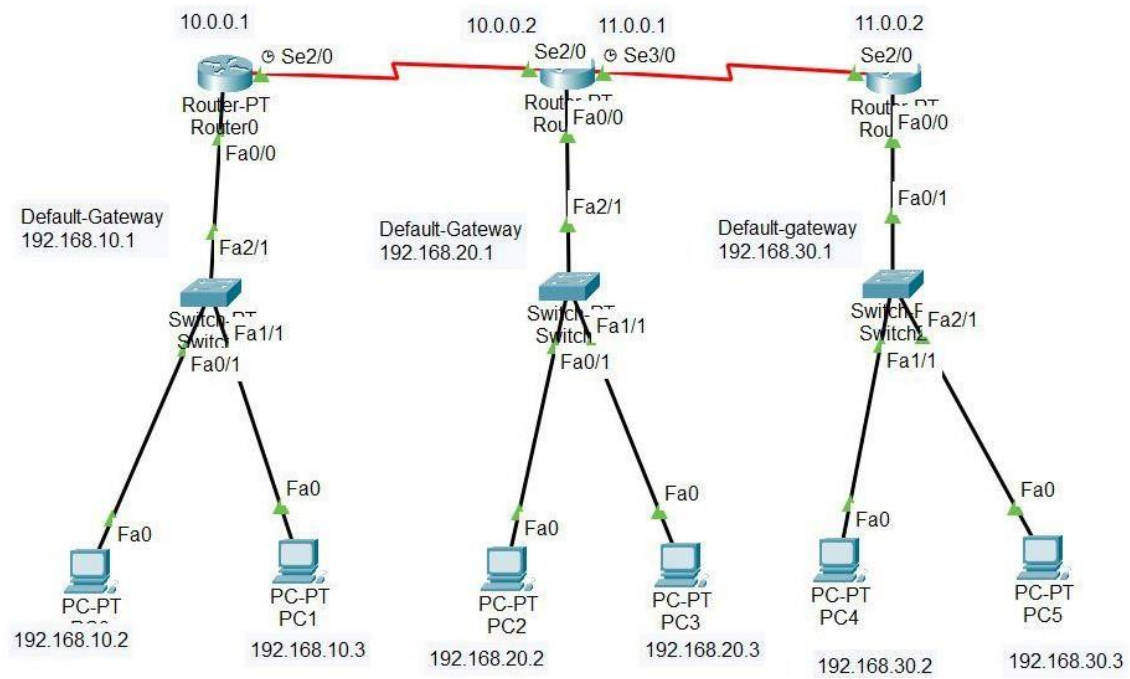 10.0.0.1
10.0.0.2
11.0.0.1
11.0.0.2
Se2/0
Se2/0
Se3/0
Se2/0
Router-PT
Router0
Fa0/0
Fa0/0
Fa0/0
Default-Gateway
192.168.10.1
Fa2/1
Default-Gateway
192.168.20.1
Fa2/1
Default-gateway
192.168.30.1
Fa0/1
Fa1/1
Fa0/1
Fa1/1
Fa0/1
Fa2/1
Fa1/1
Fa0
Fa0
Fa0
Fa0
Fa0
Fa0
PC-PT
192.168.10.2
PC-PT
PC1
192.168.10.3
PC-PT
PC2
192.168.20.2
PC-PT
PC3
192.168.20.3
PC-PT
PC4
192.168.30.2
PC-PT
PC5
192.168.30.3